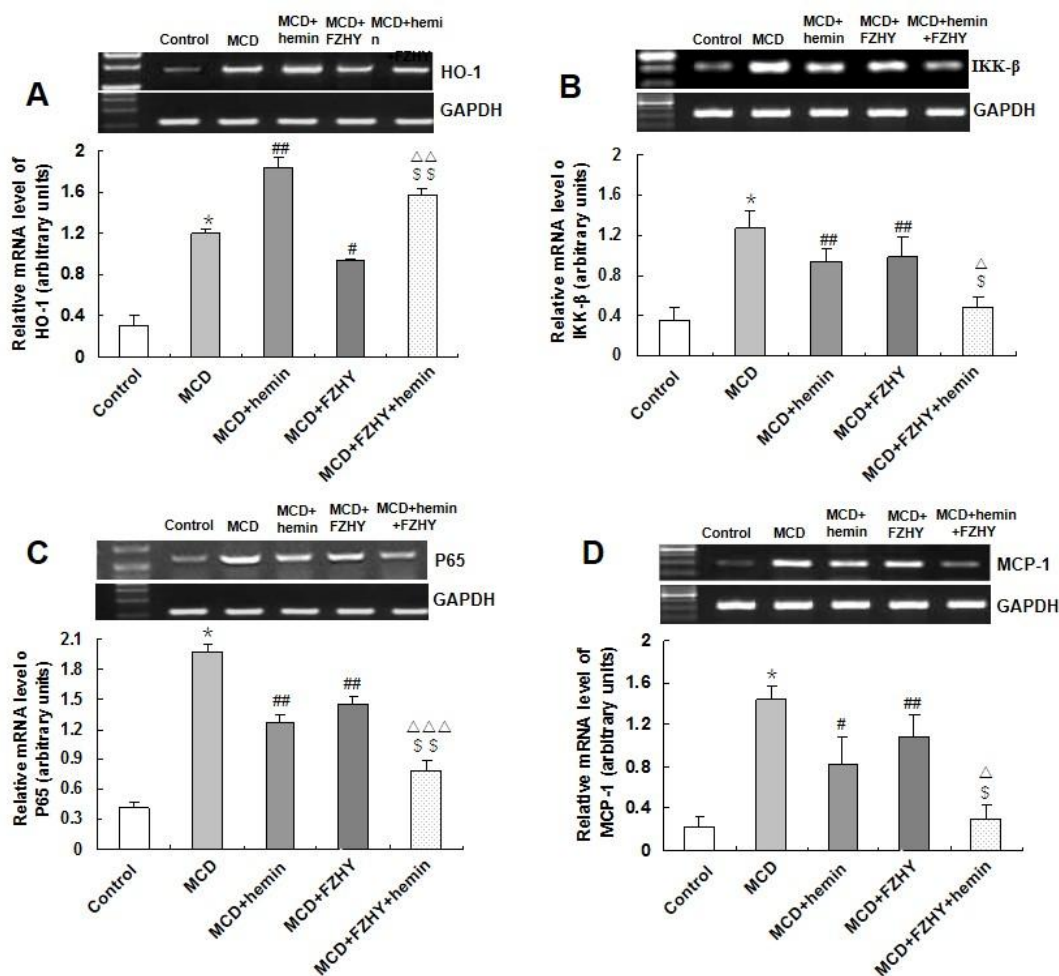 A
Control
MCD
MCD+
hemin
MCD+
FZHY
MCD+hemi
n
+FZHY
HO-1
GAPDH
Relative mRNA level of
HO-1 (arbitrary units)
2
1.6
1.2
0.8
0.4
0
*
##
#
△△
$ $
Control
MCD
MCD+hemin
MCD+FZHY
MCD+FZHY+hemin
B
Control
MCD
MCD+
hemin
MCD+
FZHY
MCD+hemin
+FZHY
IKK-β
GAPDH
Relative mRNA level o
IKK-β (arbitrary units)
2
1.6
1.2
0.8
0.4
0
*
##
##
△
$
Control
MCD
MCD+hemin
MCD+FZHY
MCD+FZHY+hemin
C
Control
MCD
MCD+
hemin
MCD+
FZHY
MCD+hemin
+FZHY
P65
GAPDH
Relative mRNA level o
P65 (arbitrary units)
2.1
1.8
1.5
1.2
0.9
0.6
0.3
0
*
##
##
△△△
$ $
Control
MCD
MCD+hemin
MCD+FZHY
MCD+FZHY+hemin
D
Control
MCD
MCD+
hemin
MCD+
FZHY
MCD+hemin
+FZHY
MCP-1
GAPDH
Relative mRNA level of
MCP-1 (arbitrary units)
2
1.6
1.2
0.8
0.4
0
*
#
##
△
$
Control
MCD
MCD+hemin
MCD+FZHY
MCD+FZHY+hemin